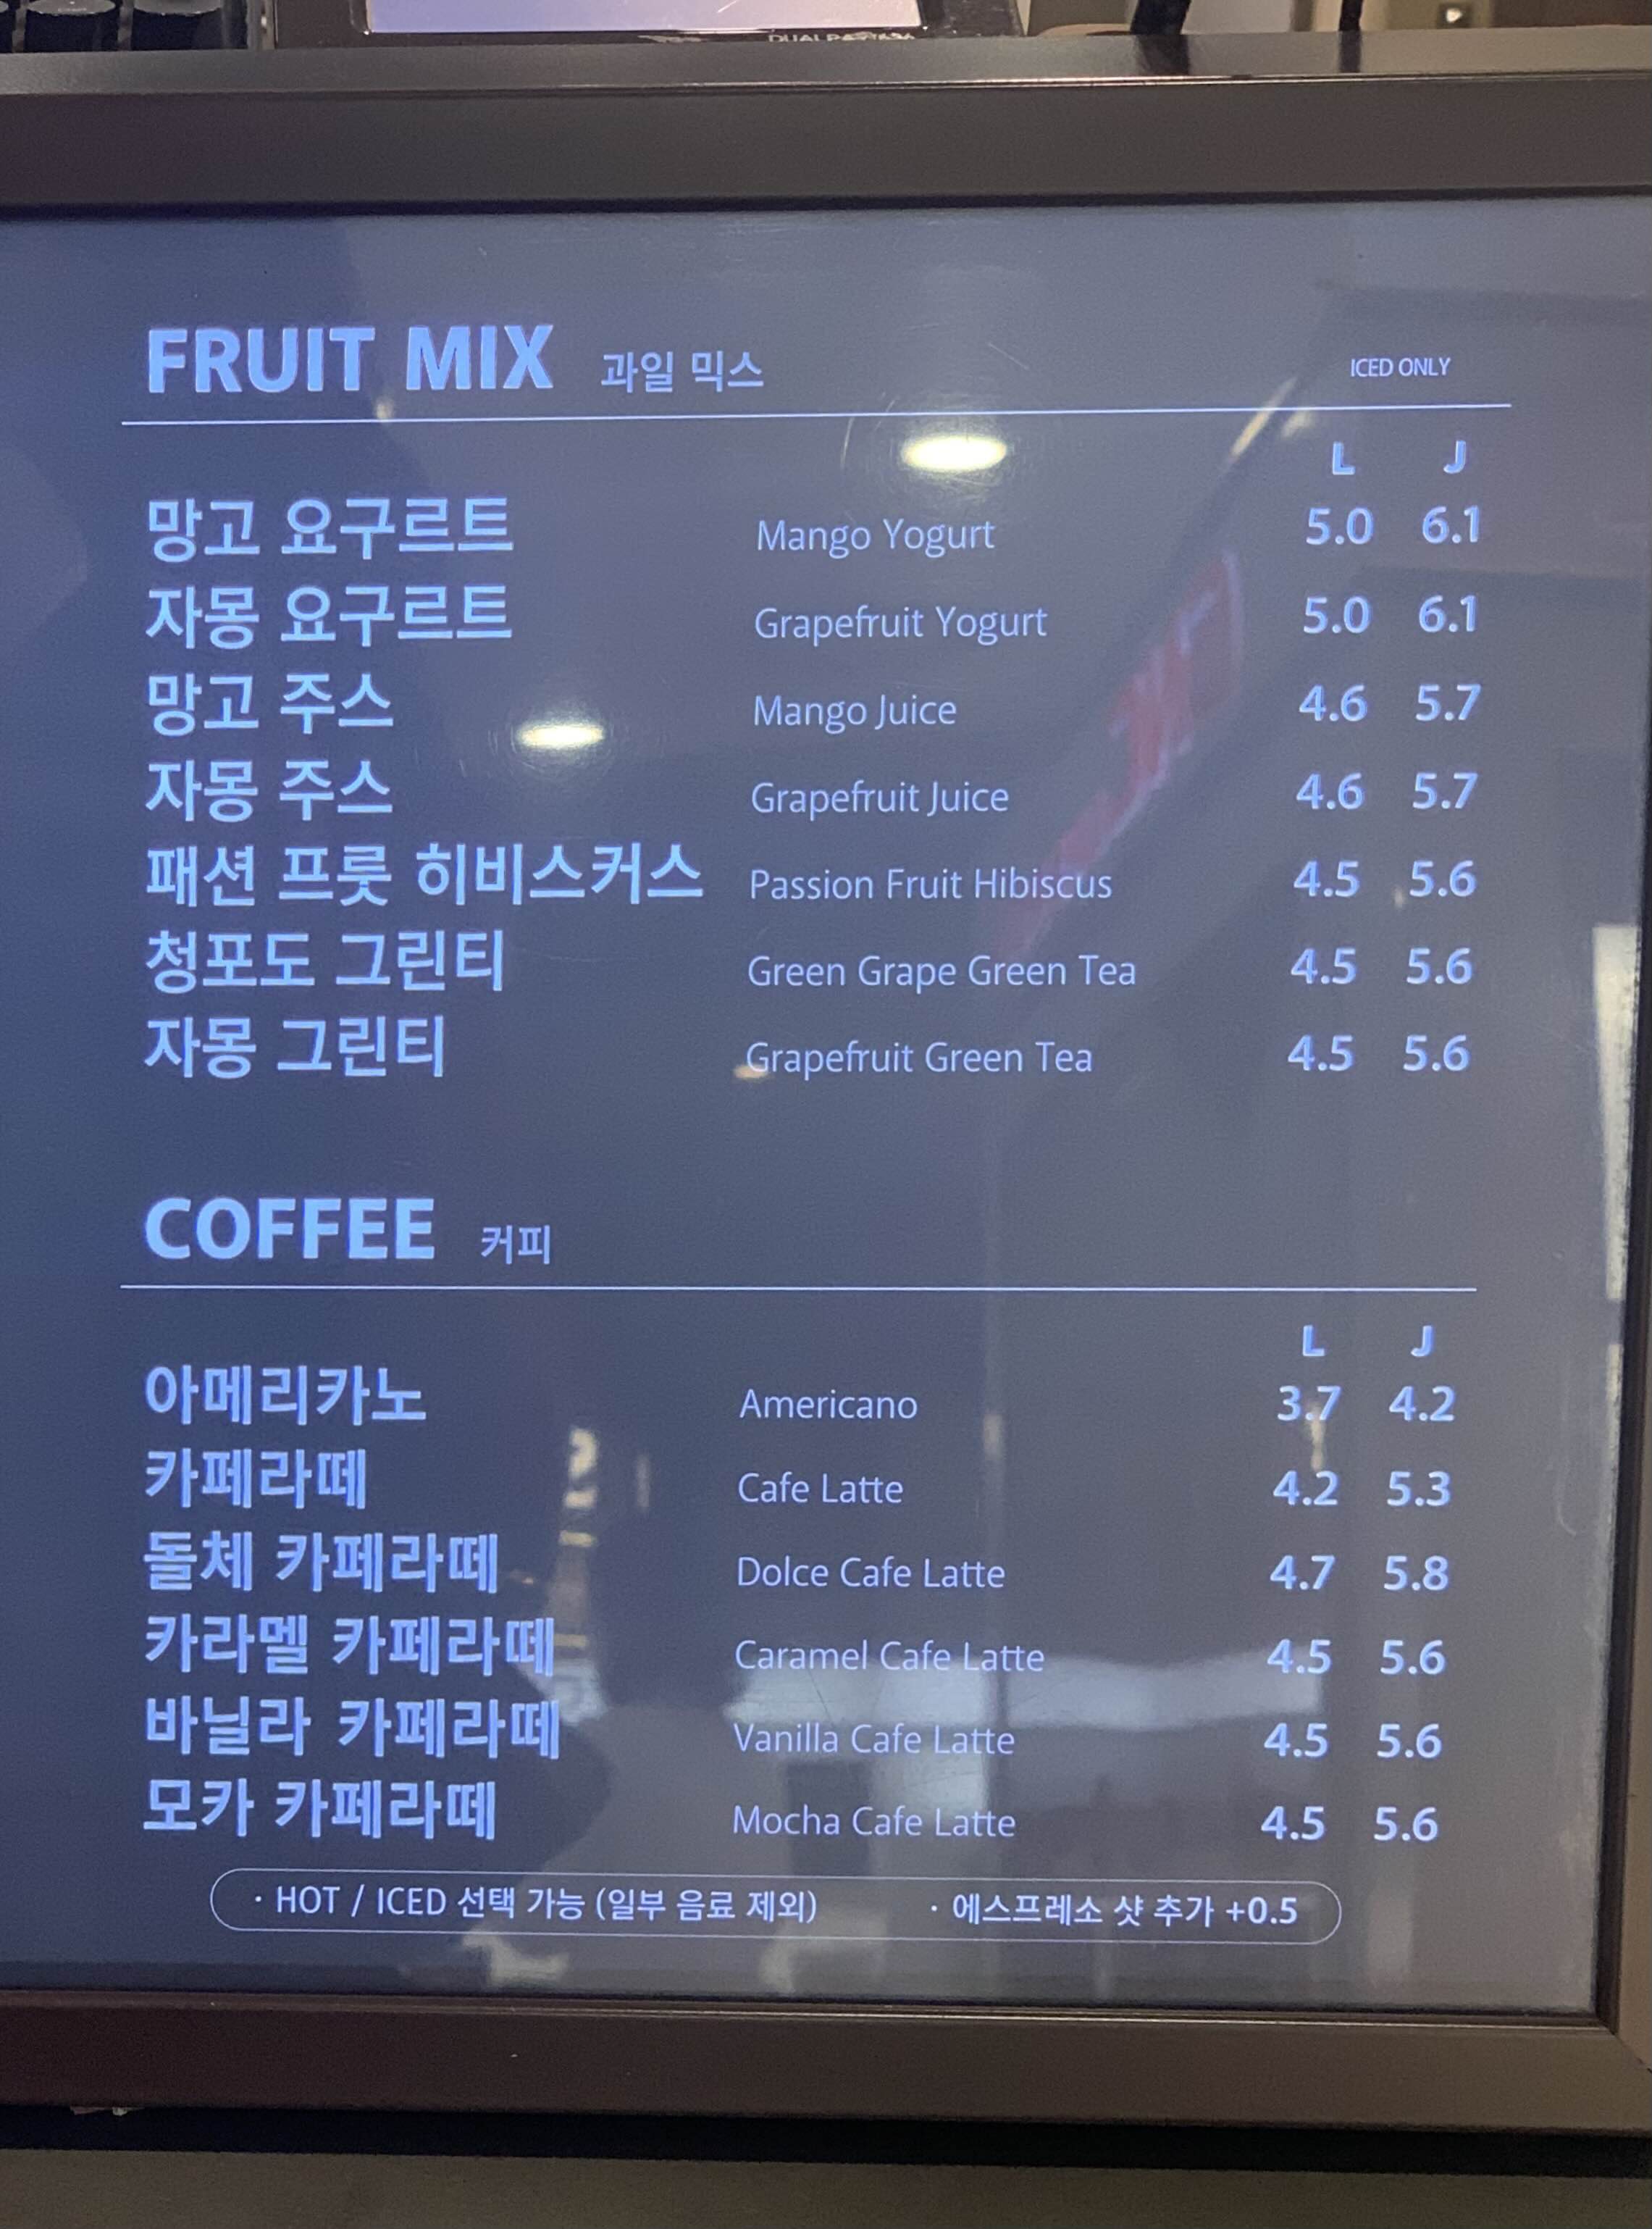 FRUIT MIX 과일 믹스 ICED ONLY
L J
망고 요구르트 Mango Yogurt 5.0 6.1
자몽 요구르트 Grapefruit Yogurt 5.0 6.1
망고 주스 Mango Juice 4.6 5.7
자몽 주스 Grapefruit Juice 4.6 5.7
패션 프룻 히비스커스 Passion Fruit Hibiscus 4.5 5.6
청포도 그린티 Green Grape Green Tea 4.5 5.6
자몽 그린티 Grapefruit Green Tea 4.5 5.6
COFFEE 커피
L J
아메리카노 Americano 3.7 4.2
카페라떼 Cafe Latte 4.2 5.3
돌체 카페라떼 Dolce Cafe Latte 4.7 5.8
카라멜 카페라떼 Caramel Cafe Latte 4.5 5.6
바닐라 카페라떼 Vanilla Cafe Latte 4.5 5.6
모카 카페라떼 Mocha Cafe Latte 4.5 5.6
· HOT / ICED 선택 가능 (일부 음료 제외) · 에스프레소 샷 추가 +0.5